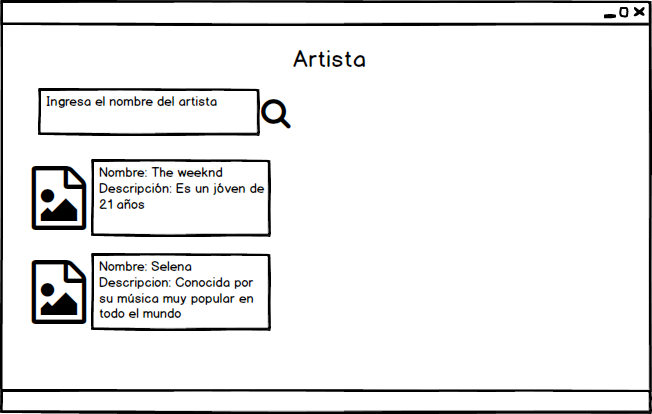 Artista
Ingresa el nombre del artista
Nombre: The weeknd
Descripción: Es un jóven de
21 años
Nombre: Selena
Descripcion: Conocida por
su música muy popular en
todo el mundo